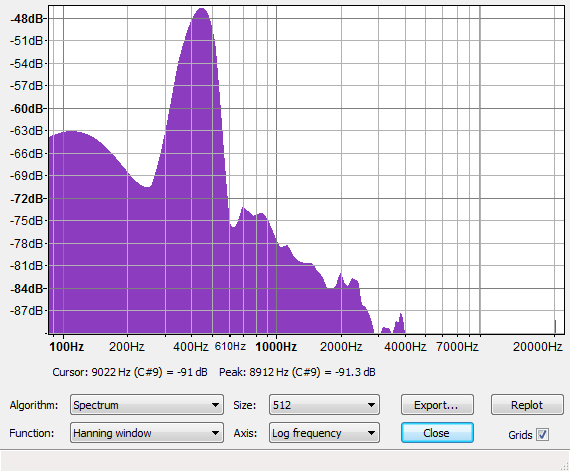 -48dB
-51dB
-54dB
-57dB
-60dB
-63dB
-66dB
-69dB
-72dB
-75dB
-78dB
-81dB
-84dB
-87dB
100Hz 200Hz 400Hz 610Hz 1000Hz 2000Hz 4000Hz 7000Hz 20000Hz
Cursor: 9022 Hz (C#9) = -91 dB Peak: 8912 Hz (C#9) = -91.3 dB
Algorithm: Spectrum Size: 512 Export... Replot
Function: Hanning window Axis: Log frequency Close Grids